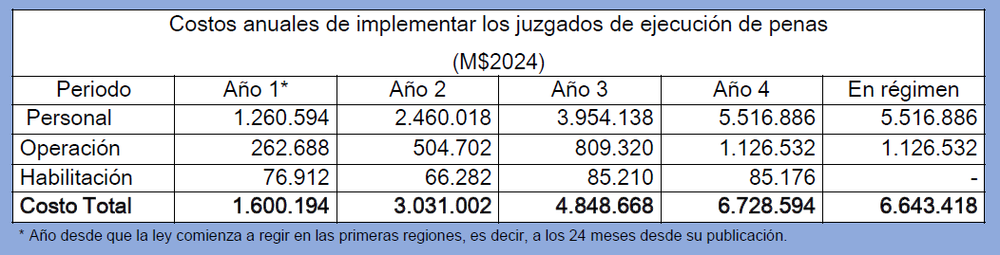 Costos anuales de implementar los juzgados de ejecución de penas
(M$2024)
Periodo Año 1* Año 2 Año 3 Año 4 En régimen
Personal 1.260.594 2.460.018 3.954.138 5.516.886 5.516.886
Operación 262.688 504.702 809.320 1.126.532 1.126.532
Habilitación 76.912 66.282 85.210 85.176 -
Costo Total 1.600.194 3.031.002 4.848.668 6.728.594 6.643.418
* Año desde que la ley comienza a regir en las primeras regiones, es decir, a los 24 meses desde su publicación.